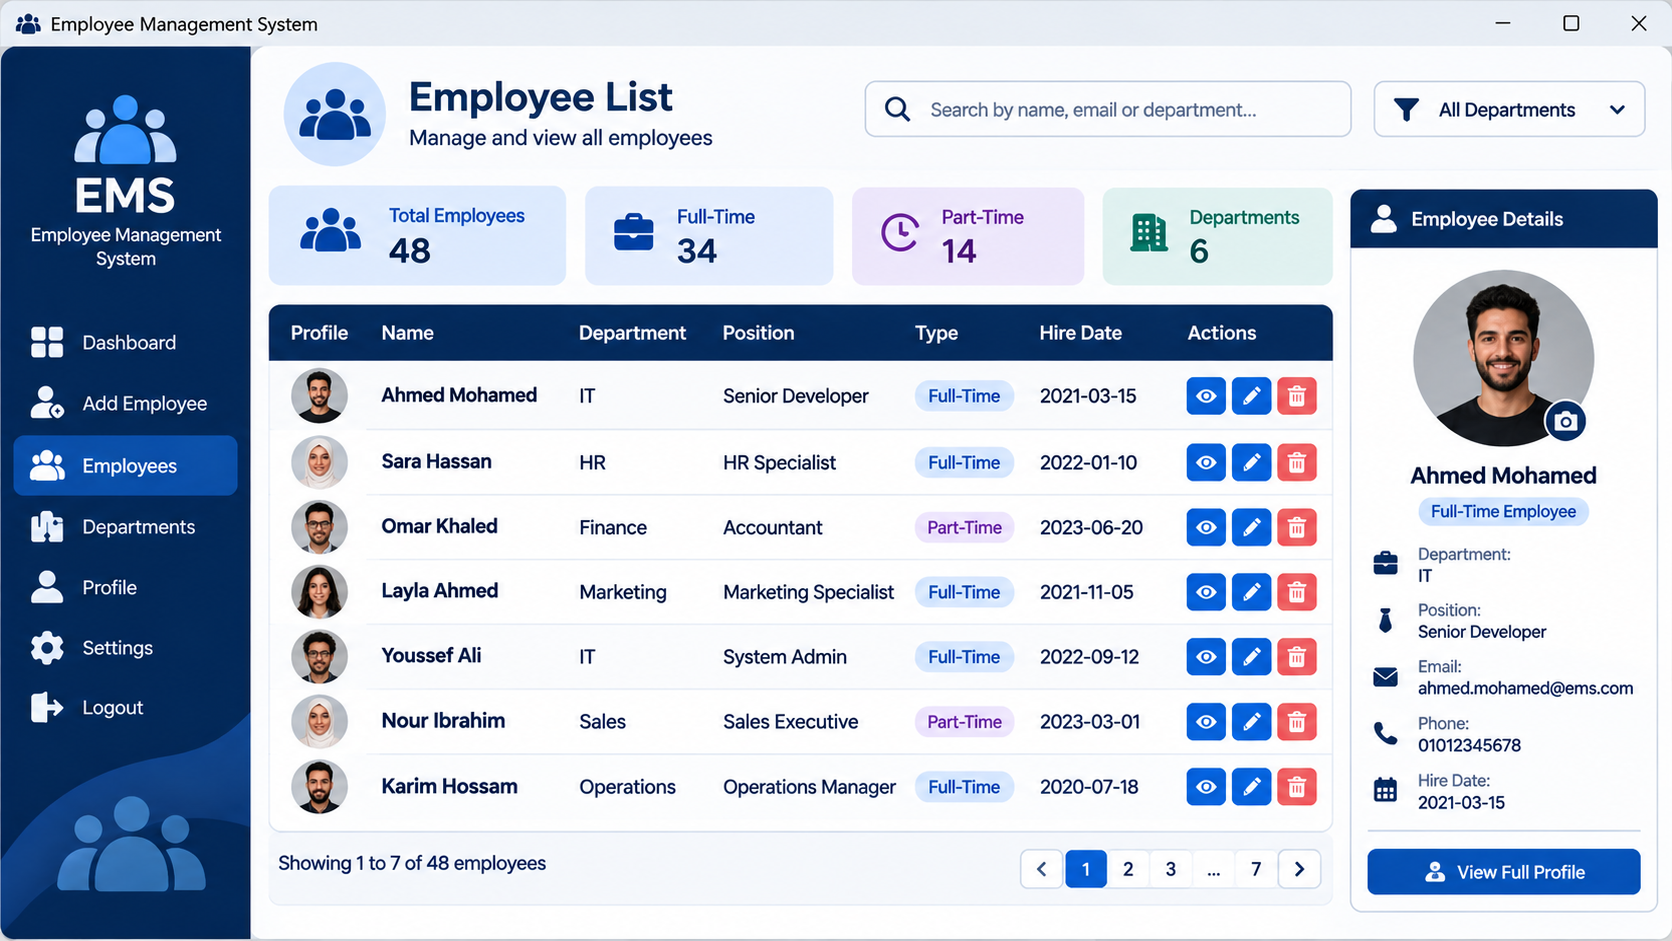 Employee Management System
EMS
Employee Management
System
Dashboard
Add Employee
Employees
Departments
Profile
Settings
Logout
Employee List
Manage and view all employees
Search by name, email or department...
All Departments
Total Employees
48
Full-Time
34
Part-Time
14
Departments
6
Profile Name Department Position Type Hire Date Actions
Ahmed Mohamed IT Senior Developer Full-Time 2021-03-15
Sara Hassan HR HR Specialist Full-Time 2022-01-10
Omar Khaled Finance Accountant Part-Time 2023-06-20
Layla Ahmed Marketing Marketing Specialist Full-Time 2021-11-05
Youssef Ali IT System Admin Full-Time 2022-09-12
Nour Ibrahim Sales Sales Executive Part-Time 2023-03-01
Karim Hossam Operations Operations Manager Full-Time 2020-07-18
Showing 1 to 7 of 48 employees
1 2 3 ... 7
Employee Details
Ahmed Mohamed
Full-Time Employee
Department:
IT
Position:
Senior Developer
Email:
ahmed.mohamed@ems.com
Phone:
01012345678
Hire Date:
2021-03-15
View Full Profile